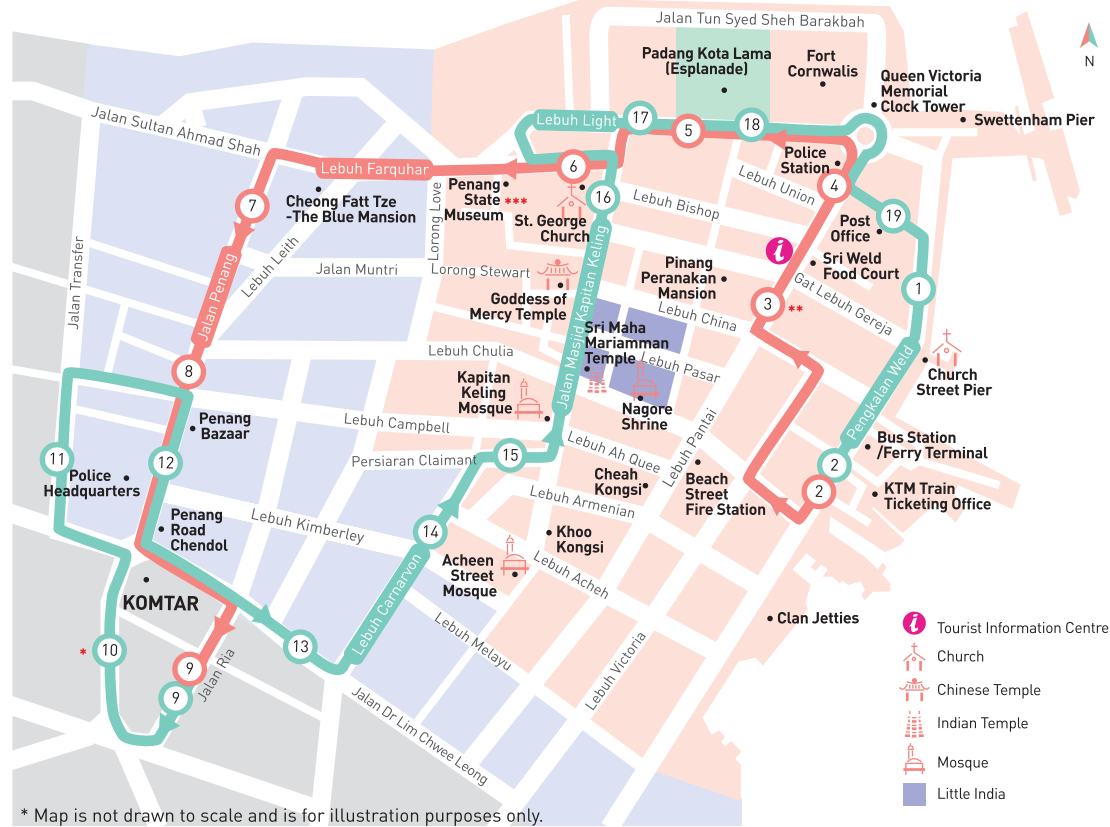 Jalan Tun Syed Sheh Barakbah
N
Padang Kota Lama
(Esplanade)
Fort
Cornwalis
Queen Victoria
Memorial
Clock Tower
Swettenham Pier
Jalan Sultan Ahmad Shah
Lebuh Light
17
5
18
Police
Station
Lebuh Farquhar
6
4
Lebuh Union
Cheong Fatt Tze
-The Blue Mansion
Penang
State
Museum
***
16
St. George
Church
Lebuh Bishop
7
19
Post
Office
Lorong Love
Lebuh Leith
Jalan Transfer
Jalan Muntri
Lorong Stewart
Jalan Masjid Kapitan Keling
Pinang
Peranakan
Mansion
i
Sri Weld
Food Court
Gat Lebuh Gereja
1
Goddess of
Mercy Temple
3
**
Lebuh China
Jalan Penang
Sri Maha
Mariamman
Temple
Lebuh Pasar
Lebuh Chulia
Pengkalan Weld
Church
Street Pier
8
Kapitan
Keling
Mosque
Nagore
Shrine
Penang
Bazaar
Lebuh Campbell
Lebuh Ah Quee
Lebuh Pantai
Bus Station
/Ferry Terminal
11
12
Persiaran Claimant
15
2
2
Police
Headquarters
Cheah
Kongsi
Beach
Street
Fire Station
KTM Train
Ticketing Office
Lebuh Armenian
Penang
Road
Chendol
Lebuh Kimberley
14
Khoo
Kongsi
Acheen
Street
Mosque
Lebuh Acheh
KOMTAR
Lebuh Carnarvon
Lebuh Melayu
Clan Jetties
*
10
13
9
9
Jalan Ria
Lebuh Victoria
Jalan Dr Lim Chwee Leong
i
Tourist Information Centre
Church
Chinese Temple
Indian Temple
Mosque
Little India
* Map is not drawn to scale and is for illustration purposes only.